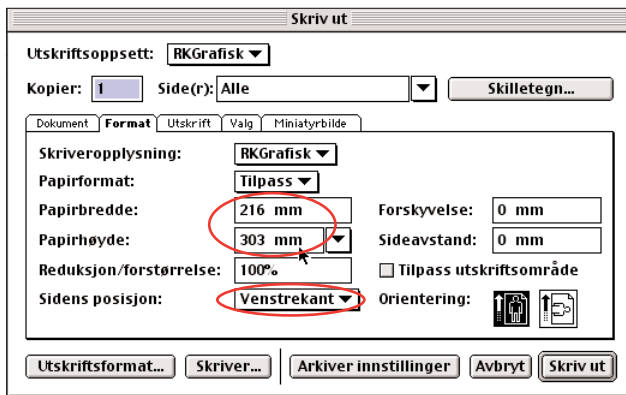 Skriv ut
Utskriftsoppsett: RKGrafisk
Kopier: 1 Side(r): Alle Skilletegn...
Dokument Format Utskrift Valg Miniatyrbilde
Skriveropplysning: RKGrafisk
Papirformat: Tilpass
Papirbredde: 216 mm Forskyvelse: 0 mm
Papirhøyde: 303 mm Sideavstand: 0 mm
Reduksjon/forstørrelse: 100% Tilpass utskriftsområde
Sidens posisjon: Venstrekant Orientering:
Utskriftsformat... Skriver... Arkiver innstillinger Avbryt Skriv ut